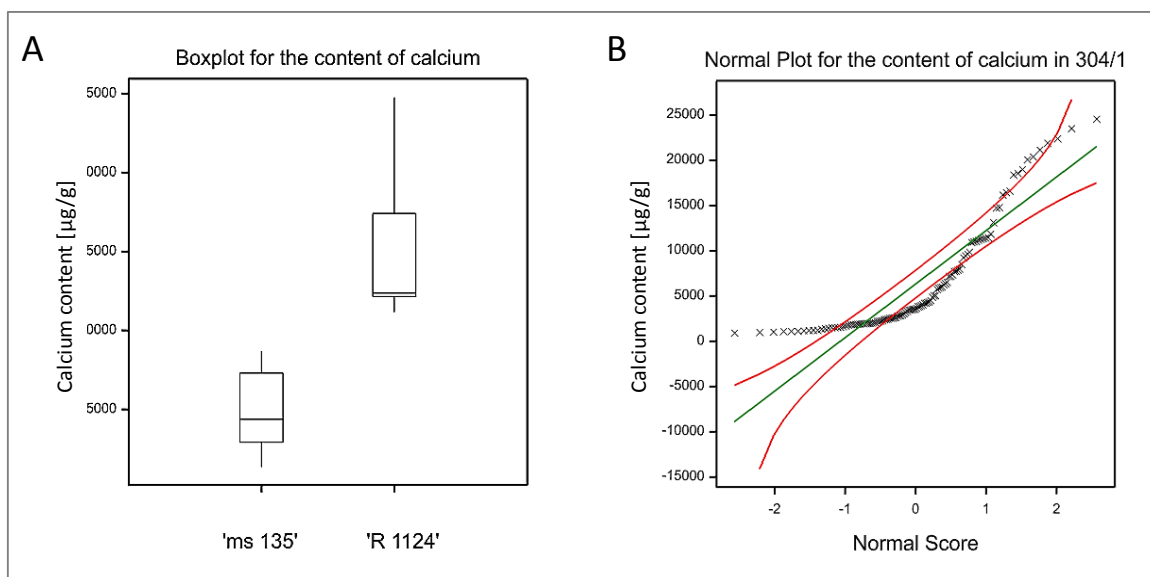 A
Boxplot for the content of calcium
Calcium content [µg/g]
5000
0000
5000
0000
5000
'ms 135'
'R 1124'
B
Normal Plot for the content of calcium in 304/1
Calcium content [µg/g]
25000
20000
15000
10000
5000
0
-5000
-10000
-15000
-2 -1 0 1 2
Normal Score